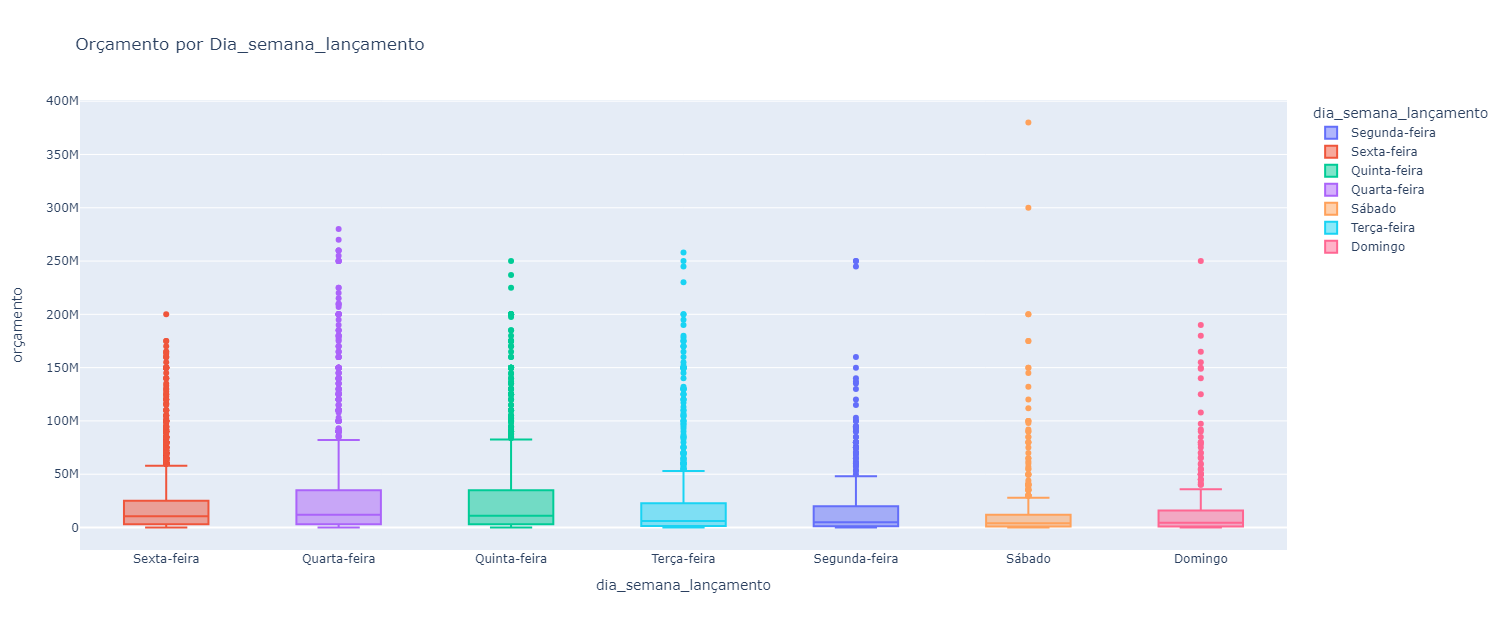 Orçamento por Dia_semana_lançamento
400M
350M
300M
250M
200M
150M
100M
50M
0
orçamento
Sexta-feira
Quarta-feira
Quinta-feira
Terça-feira
Segunda-feira
Sábado
Domingo
dia_semana_lançamento
dia_semana_lançamento
Segunda-feira
Sexta-feira
Quinta-feira
Quarta-feira
Sábado
Terça-feira
Domingo